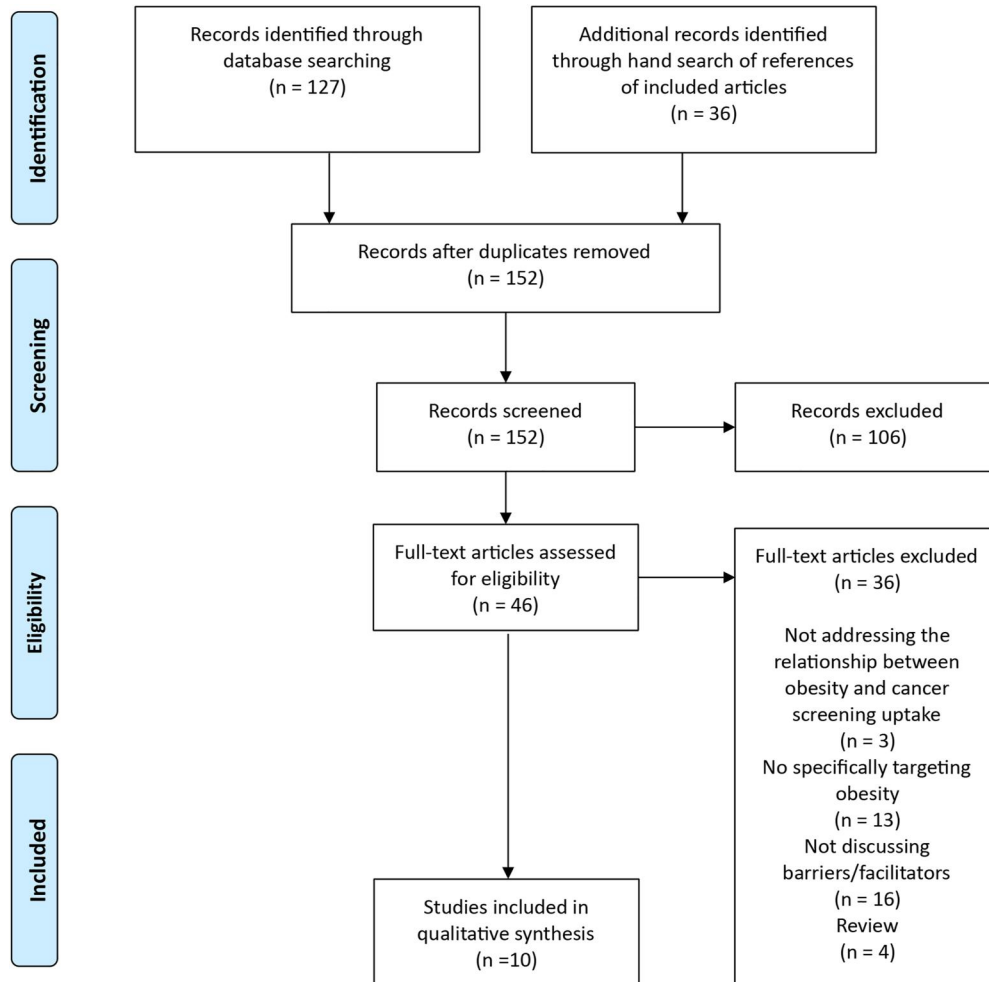 Identification
Records identified through
database searching
(n = 127)
Additional records identified
through hand search of references
of included articles
(n = 36)
Records after duplicates removed
(n = 152)
Screening
Records screened
(n = 152)
Records excluded
(n = 106)
Eligibility
Full-text articles assessed
for eligibility
(n = 46)
Full-text articles excluded
(n = 36)
Not addressing the
relationship between
obesity and cancer
screening uptake
(n = 3)
No specifically targeting
obesity
(n = 13)
Not discussing
barriers/facilitators
(n = 16)
Review
(n = 4)
Included
Studies included in
qualitative synthesis
(n =10)